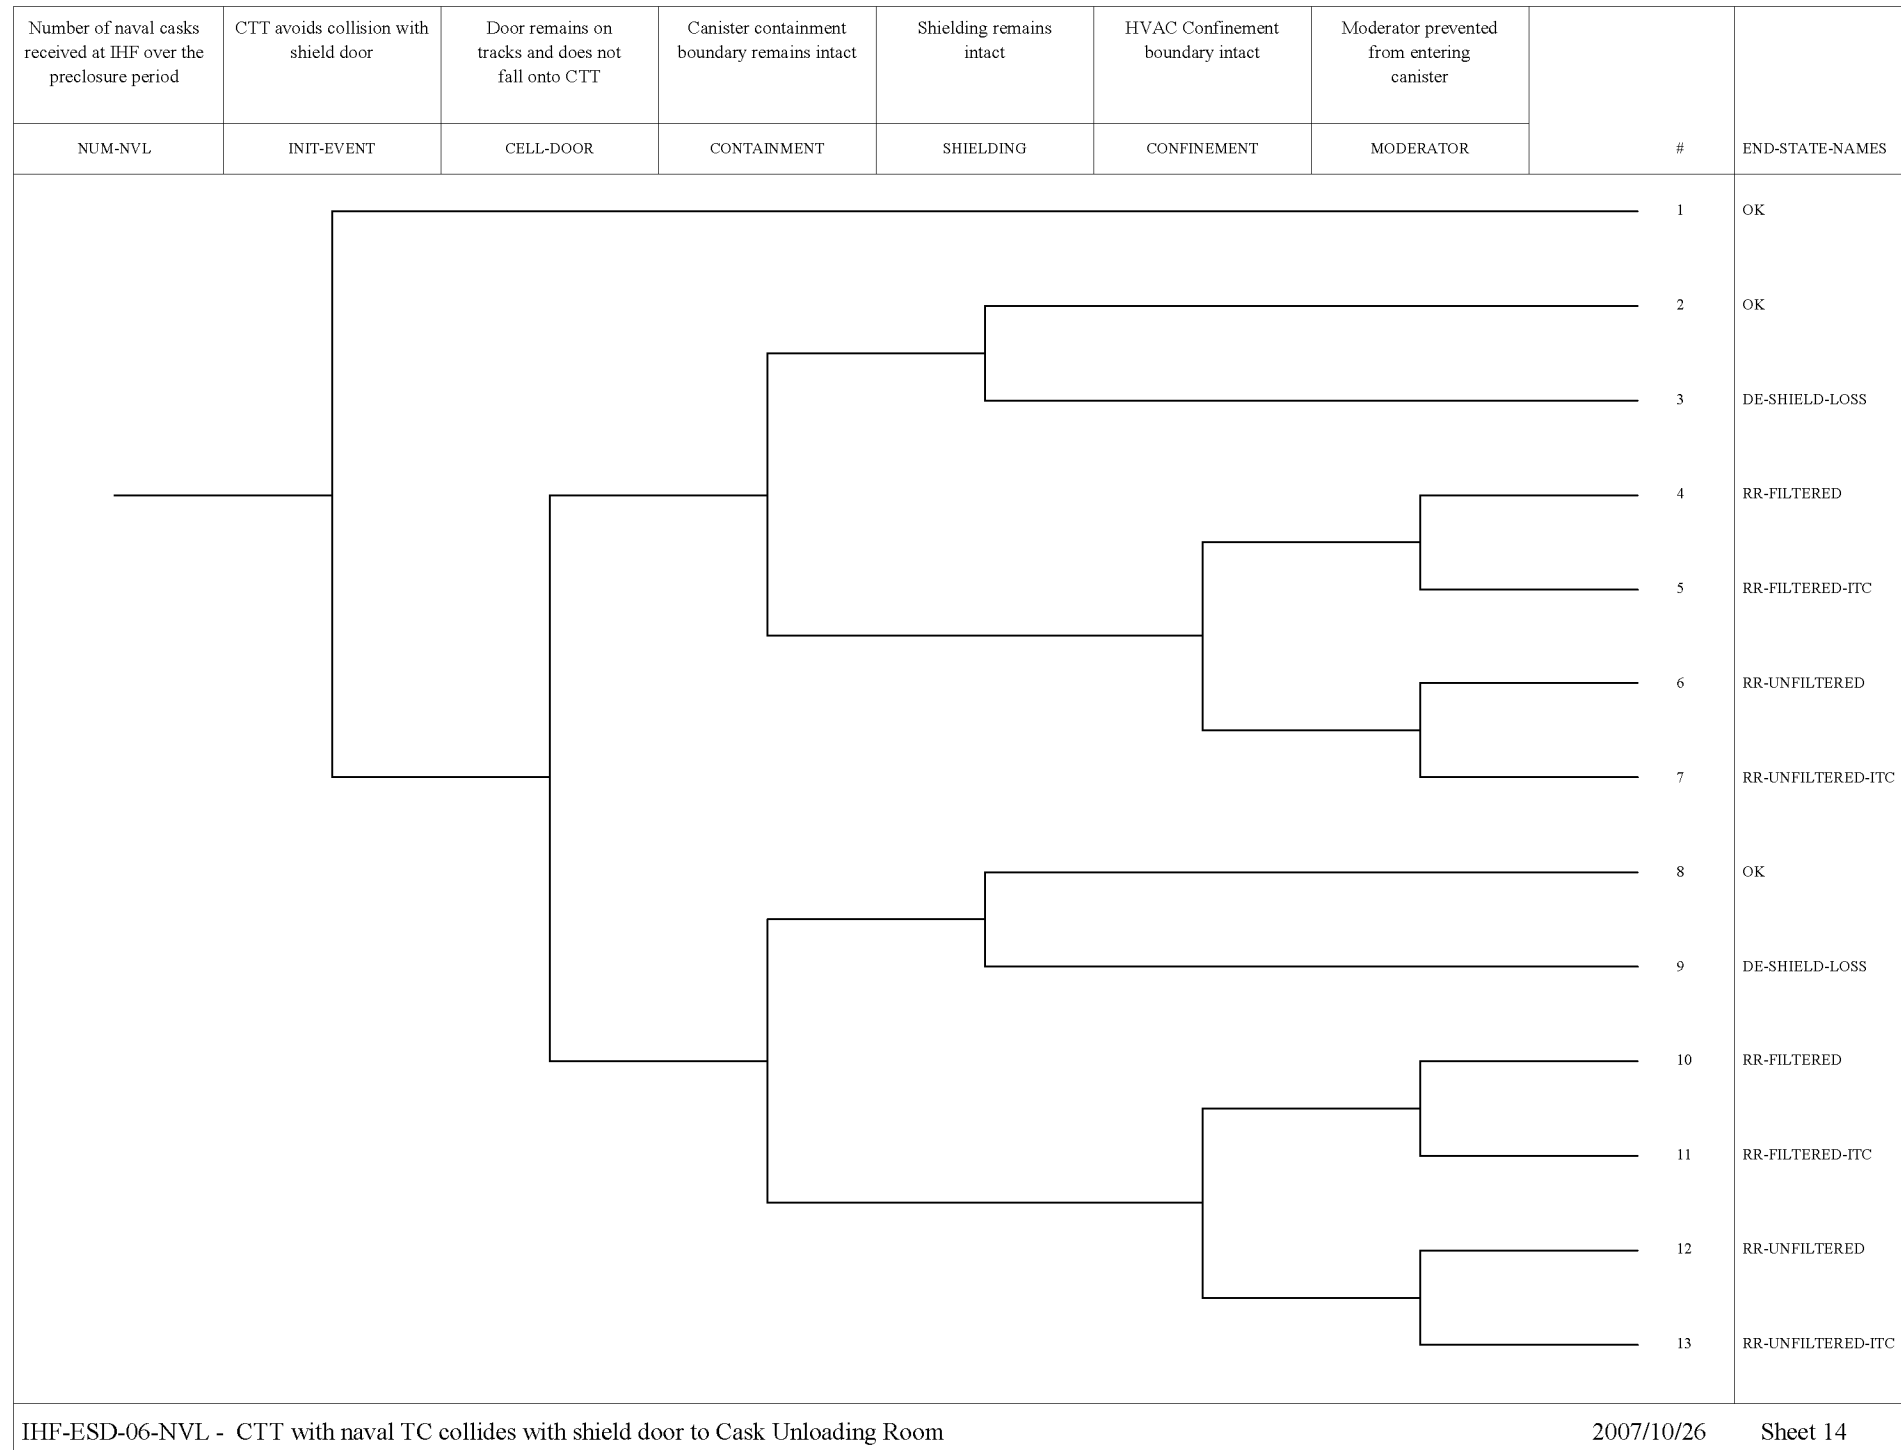 Number of naval casks
received at IHF over the
preclosure period
CTT avoids collision with
shield door
Door remains on
tracks and does not
fall onto CTT
Canister containment
boundary remains intact
Shielding remains
intact
HVAC Confinement
boundary intact
Moderator prevented
from entering
canister
NUM-NVL
INIT-EVENT
CELL-DOOR
CONTAINMENT
SHIELDING
CONFINEMENT
MODERATOR
#
END-STATE-NAMES
1 OK
2 OK
3 DE-SHIELD-LOSS
4 RR-FILTERED
5 RR-FILTERED-ITC
6 RR-UNFILTERED
7 RR-UNFILTERED-ITC
8 OK
9 DE-SHIELD-LOSS
10 RR-FILTERED
11 RR-FILTERED-ITC
12 RR-UNFILTERED
13 RR-UNFILTERED-ITC
IHF-ESD-06-NVL - CTT with naval TC collides with shield door to Cask Unloading Room
2007/10/26
Sheet 14